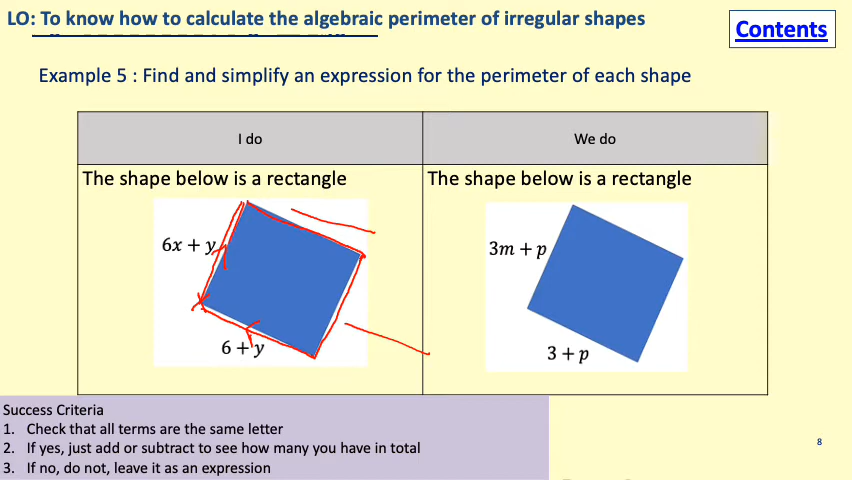 LO: To know how to calculate the algebraic perimeter of irregular shapes
Contents
Example 5 : Find and simplify an expression for the perimeter of each shape
I do
We do
The shape below is a rectangle
The shape below is a rectangle
6x + y
3m + p
6 + y
3 + p
Success Criteria
1. Check that all terms are the same letter
2. If yes, just add or subtract to see how many you have in total
3. If no, do not, leave it as an expression
8